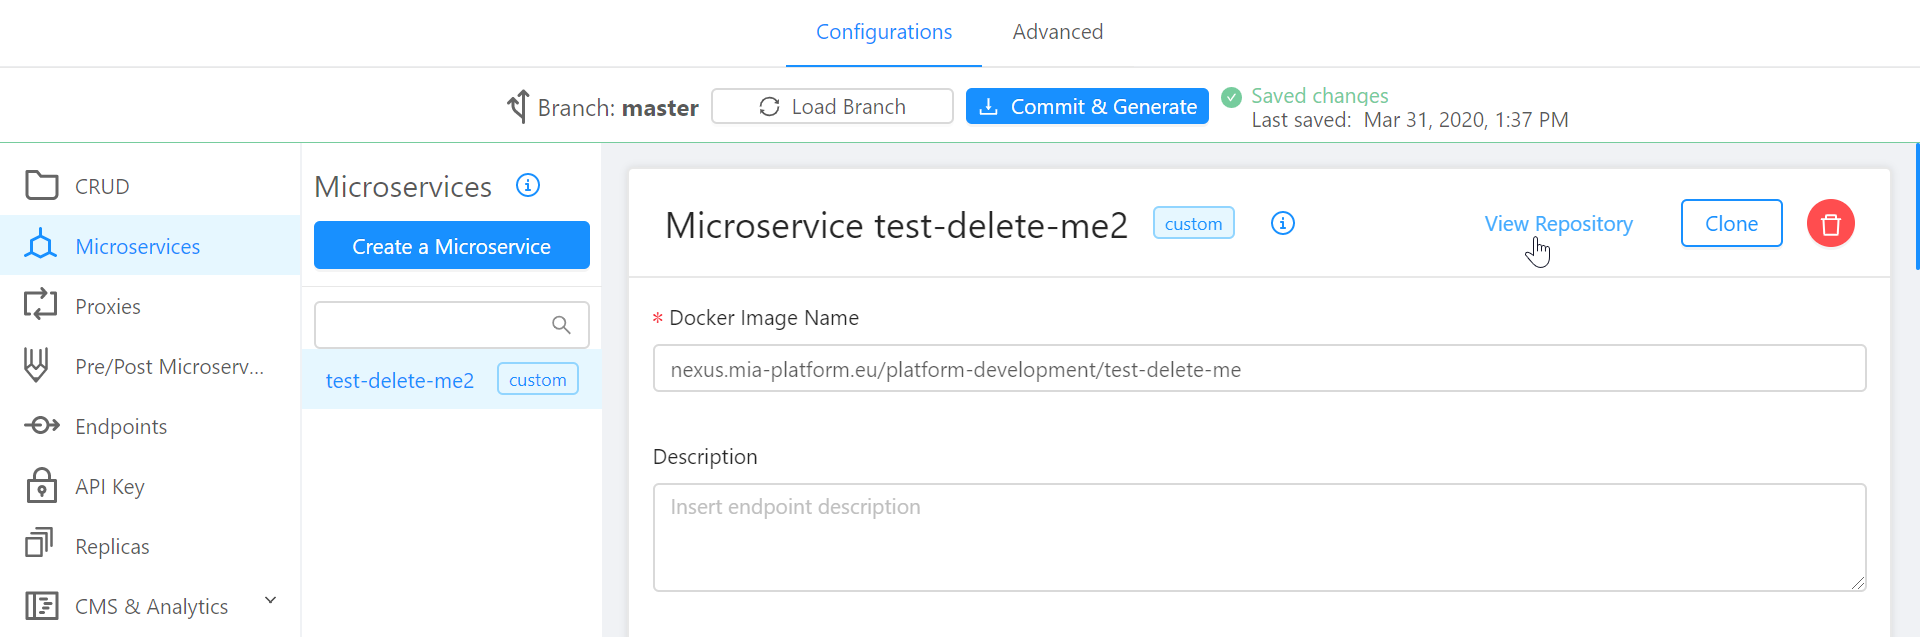 Configurations
Advanced
Branch: master
Load Branch
Commit & Generate
Saved changes
Last saved: Mar 31, 2020, 1:37 PM
CRUD
Microservices
Proxies
Pre/Post Microserv...
Endpoints
API Key
Replicas
CMS & Analytics
Microservices
Create a Microservice
test-delete-me2
custom
Microservice test-delete-me2
custom
View Repository
Clone
* Docker Image Name
nexus.mia-platform.eu/platform-development/test-delete-me
Description
Insert endpoint description